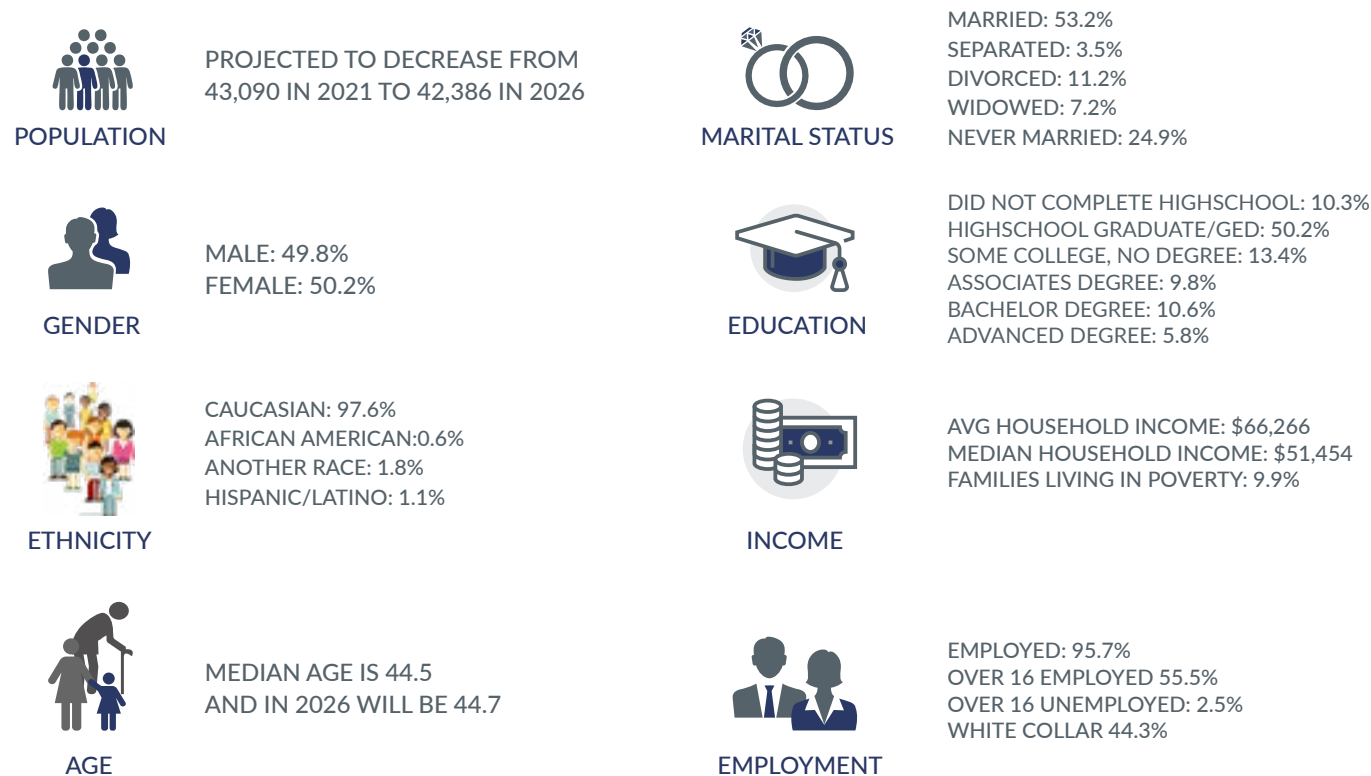 PROJECTED TO DECREASE FROM
43,090 IN 2021 TO 42,386 IN 2026
POPULATION
MARRIED: 53.2%
SEPARATED: 3.5%
DIVORCED: 11.2%
WIDOWED: 7.2%
NEVER MARRIED: 24.9%
MARITAL STATUS
MALE: 49.8%
FEMALE: 50.2%
GENDER
DID NOT COMPLETE HIGHSCHOOL: 10.3%
HIGHSCHOOL GRADUATE/GED: 50.2%
SOME COLLEGE, NO DEGREE: 13.4%
ASSOCIATES DEGREE: 9.8%
BACHELOR DEGREE: 10.6%
ADVANCED DEGREE: 5.8%
EDUCATION
CAUCASIAN: 97.6%
AFRICAN AMERICAN:0.6%
ANOTHER RACE: 1.8%
HISPANIC/LATINO: 1.1%
ETHNICITY
AVG HOUSEHOLD INCOME: $66,266
MEDIAN HOUSEHOLD INCOME: $51,454
FAMILIES LIVING IN POVERTY: 9.9%
INCOME
MEDIAN AGE IS 44.5
AND IN 2026 WILL BE 44.7
AGE
EMPLOYED: 95.7%
OVER 16 EMPLOYED 55.5%
OVER 16 UNEMPLOYED: 2.5%
WHITE COLLAR 44.3%
EMPLOYMENT